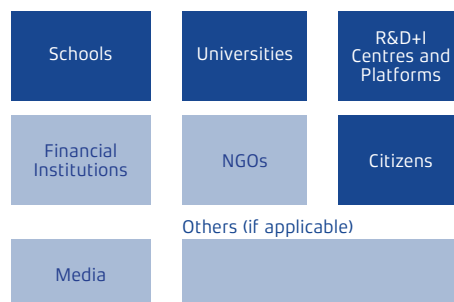 Schools
Universities
R&D+I
Centres and
Platforms
Financial
Institutions
NGOs
Citizens
Others (if applicable)
Media